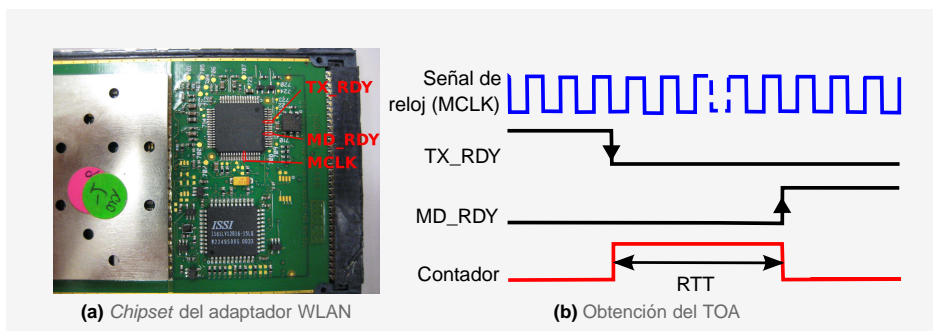 TX_RDY
MD_RDY
MCLK
ISSI
(a) Chipset del adaptador WLAN
Señal de
reloj (MCLK)
TX_RDY
MD_RDY
Contador
RTT
(b) Obtención del TOA